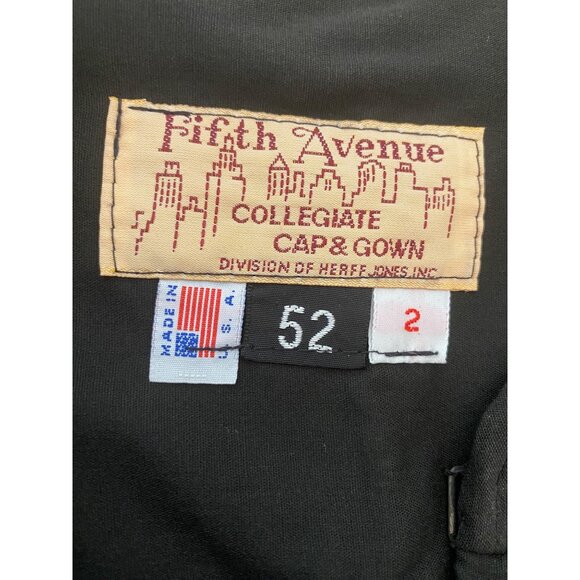 Fifth Avenue
COLLEGIATE
CAP & GOWN
DIVISION OF HERFF JONES, INC.
MADE IN
U. S. A.
52
2